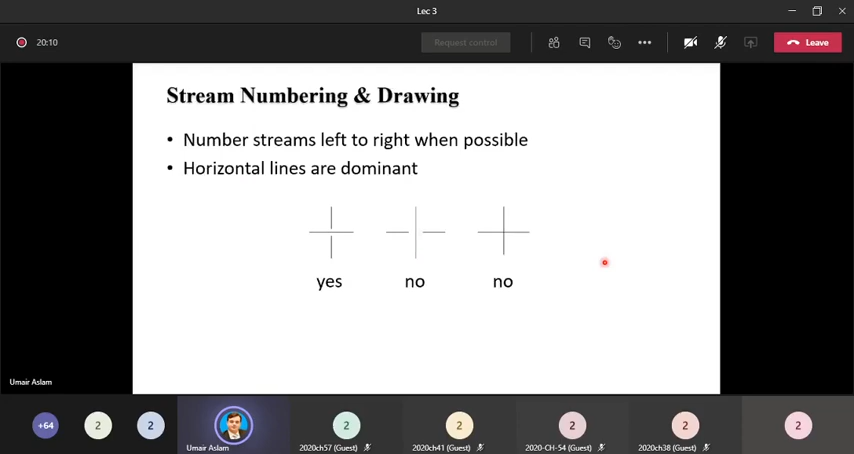 Lec 3
20:10
Request control
Leave
Stream Numbering & Drawing
• Number streams left to right when possible
• Horizontal lines are dominant
yes no no
Umair Aslam
+64 2 2 2 2 2 2 2
Umair Aslam 2020ch57 (Guest) 2020ch41 (Guest) 2020-CH-54 (Guest) 2020ch38 (Guest)